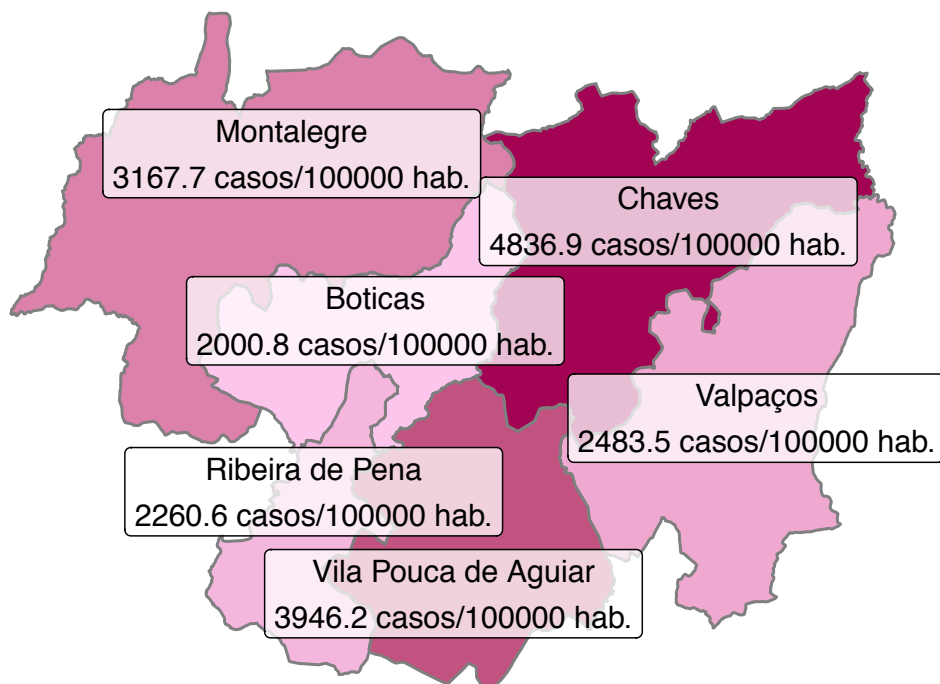 Montalegre
3167.7 casos/100000 hab.
Chaves
4836.9 casos/100000 hab.
Boticas
2000.8 casos/100000 hab.
Valpaços
2483.5 casos/100000 hab.
Ribeira de Pena
2260.6 casos/100000 hab.
Vila Pouca de Aguiar
3946.2 casos/100000 hab.